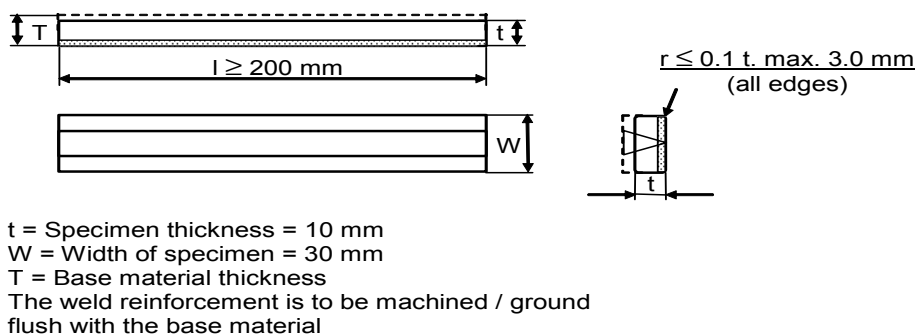 T
t
l ≥ 200 mm
r ≤ 0.1 t. max. 3.0 mm
(all edges)
W
t
t = Specimen thickness = 10 mm
W = Width of specimen = 30 mm
T = Base material thickness
The weld reinforcement is to be machined / ground
flush with the base material